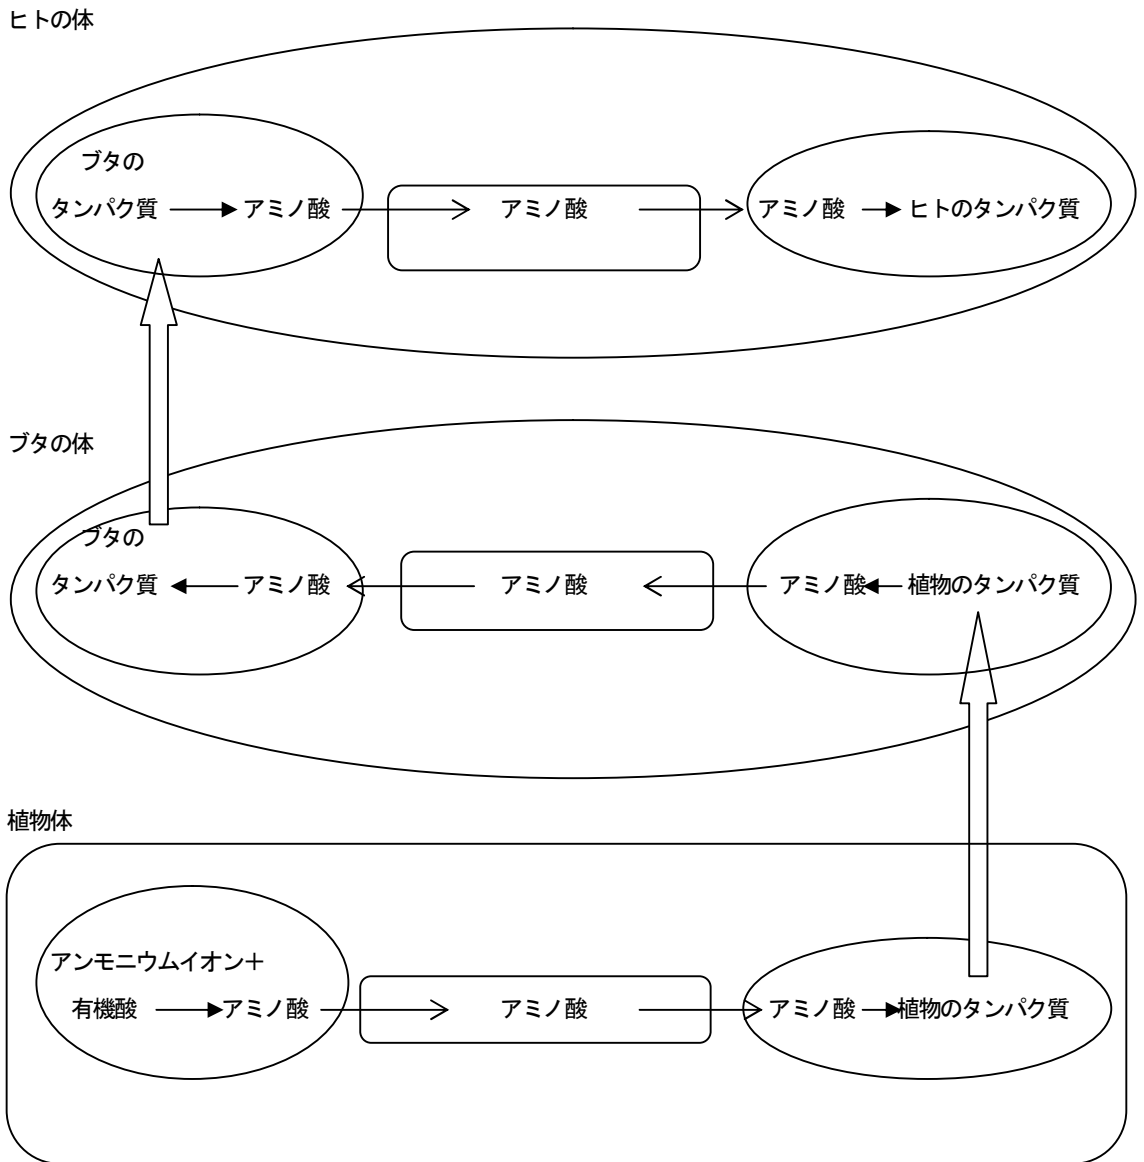 ヒトの体
ブタの
タンパク質 アミノ酸 アミノ酸 アミノ酸 ヒトのタンパク質
ブタの体
ブタの
タンパク質 アミノ酸 アミノ酸 アミノ酸 植物のタンパク質
植物体
アンモニウムイオン＋
有機酸 アミノ酸 アミノ酸 アミノ酸 植物のタンパク質